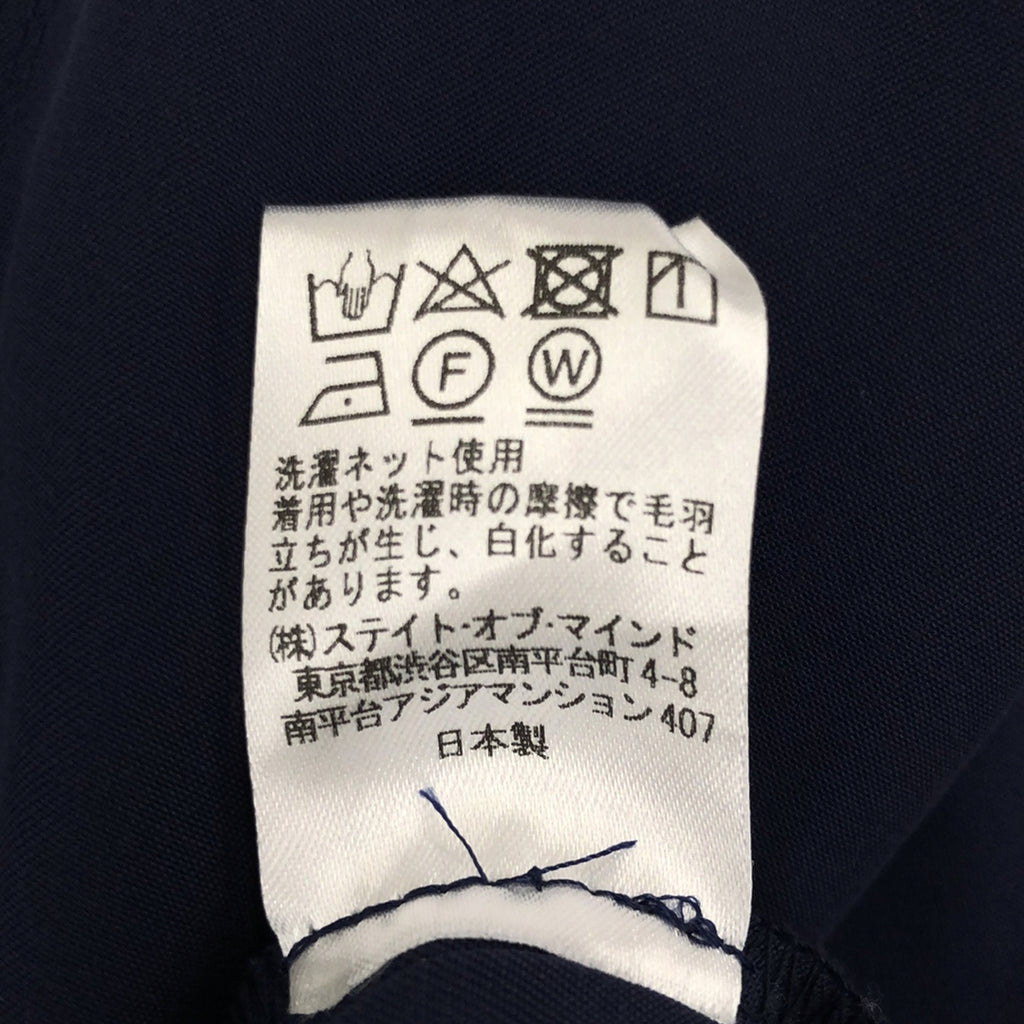 F W
洗濯ネット使用
着用や洗濯時の摩擦で毛羽
立ちが生じ、白化すること
があります。
(株)ステイト·オブ·マインド
東京都渋谷区南平台町4-8
南平台アジアマンション407
日本製